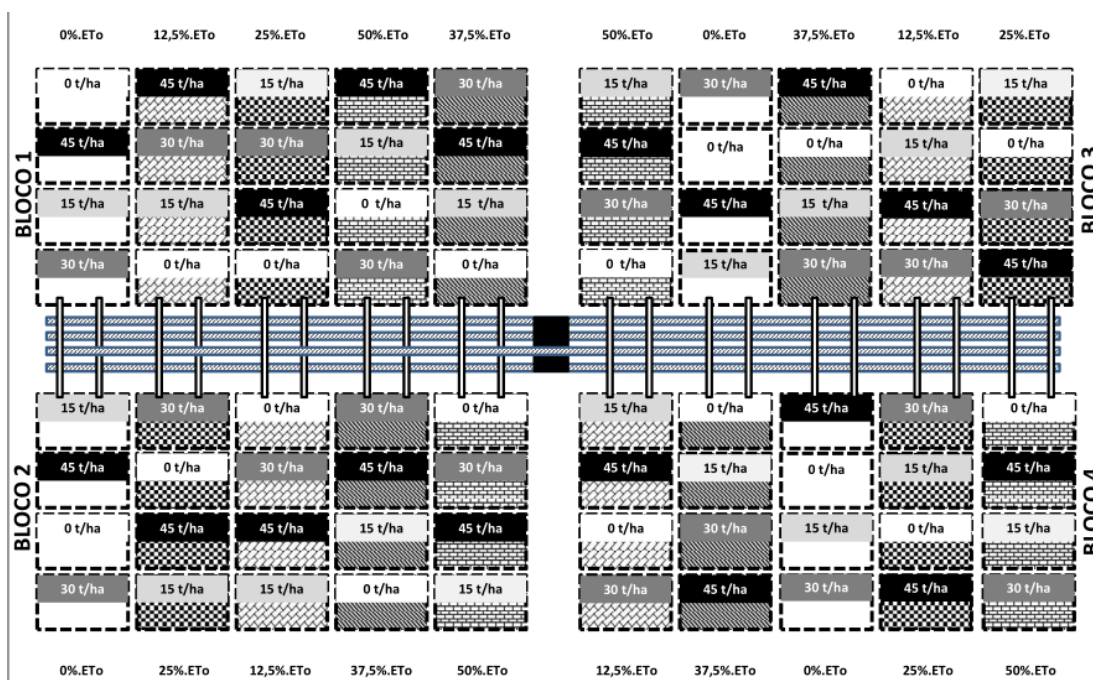 0%.ETo 12,5%.ETo 25%.ETo 50%.ETo 37,5%.ETo 50%.ETo 0%.ETo 37,5%.ETo 12,5%.ETo 25%.ETo
0 t/ha 45 t/ha 15 t/ha 45 t/ha 30 t/ha 15 t/ha 30 t/ha 45 t/ha 0 t/ha 15 t/ha
45 t/ha 30 t/ha 30 t/ha 15 t/ha 45 t/ha 45 t/ha 0 t/ha 0 t/ha 15 t/ha 0 t/ha
15 t/ha 15 t/ha 45 t/ha 0 t/ha 15 t/ha 30 t/ha 45 t/ha 15 t/ha 45 t/ha 30 t/ha
30 t/ha 0 t/ha 0 t/ha 30 t/ha 0 t/ha 0 t/ha 15 t/ha 30 t/ha 30 t/ha 45 t/ha
BLOCO 1
BLOCO 3
15 t/ha 30 t/ha 0 t/ha 30 t/ha 0 t/ha 15 t/ha 0 t/ha 45 t/ha 30 t/ha 0 t/ha
45 t/ha 0 t/ha 30 t/ha 45 t/ha 30 t/ha 45 t/ha 15 t/ha 0 t/ha 15 t/ha 45 t/ha
0 t/ha 45 t/ha 45 t/ha 15 t/ha 45 t/ha 0 t/ha 30 t/ha 15 t/ha 0 t/ha 15 t/ha
30 t/ha 15 t/ha 15 t/ha 0 t/ha 15 t/ha 30 t/ha 45 t/ha 30 t/ha 45 t/ha 30 t/ha
BLOCO 2
BLOCO 4
0%.ETo 25%.ETo 12,5%.ETo 37,5%.ETo 50%.ETo 12,5%.ETo 37,5%.ETo 0%.ETo 25%.ETo 50%.ETo